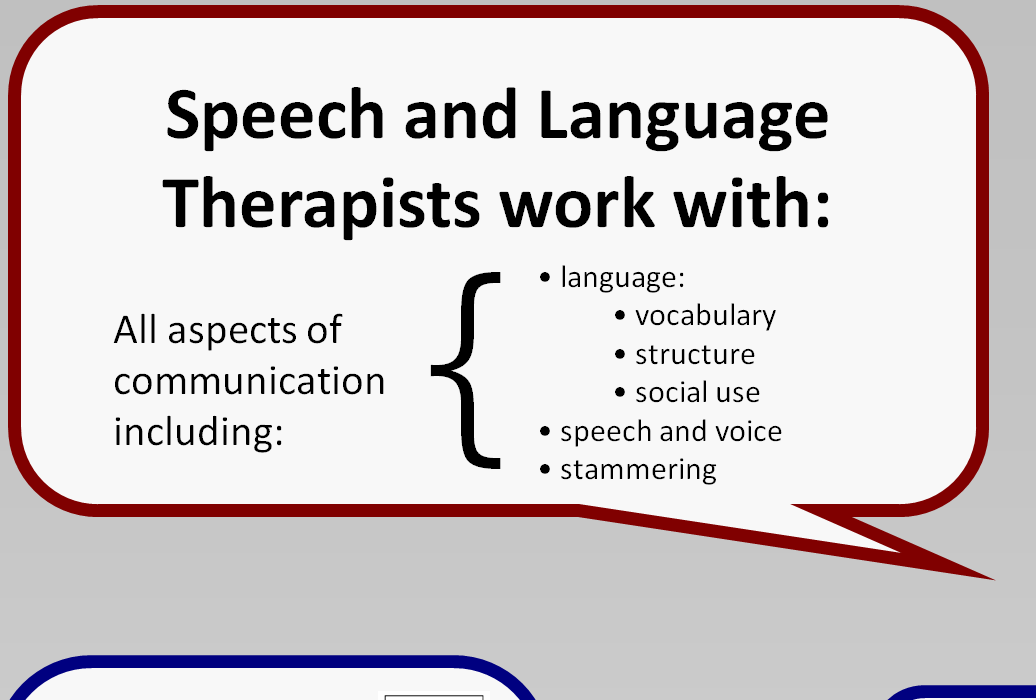 Speech and Language
Therapists work with:
All aspects of
communication
including:
• language:
• vocabulary
• structure
• social use
• speech and voice
• stammering